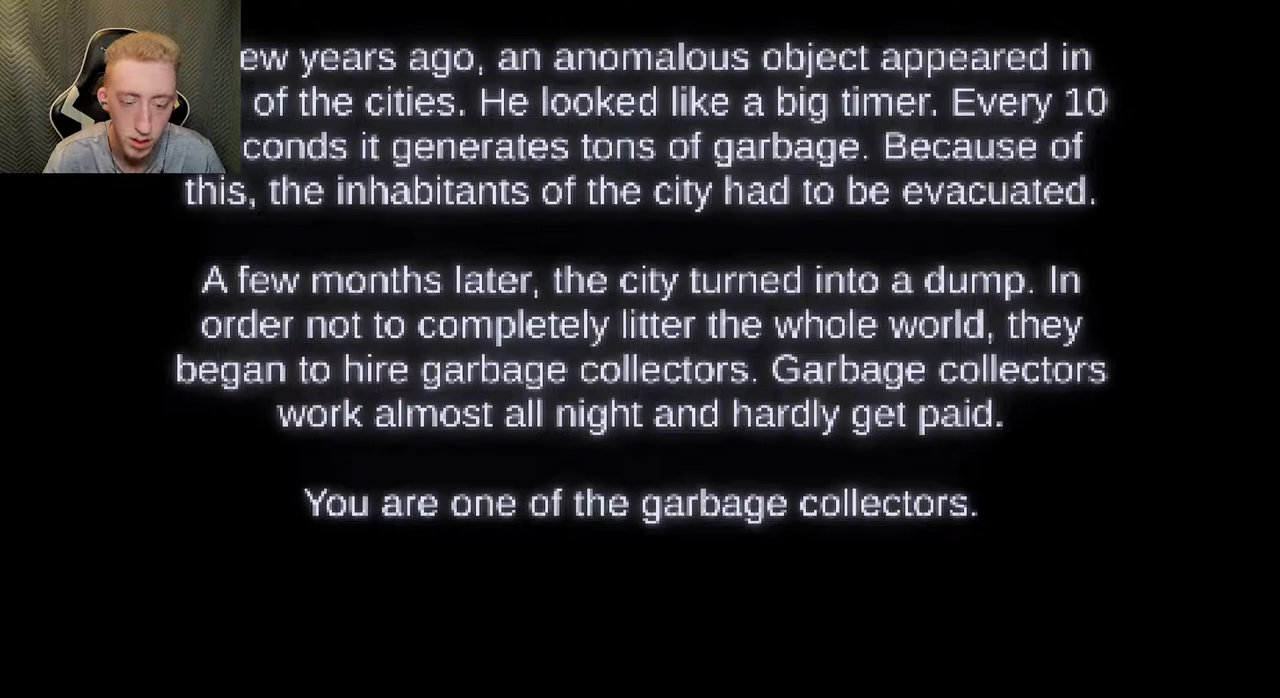 ew years ago, an anomalous object appeared in
of the cities. He looked like a big timer. Every 10
conds it generates tons of garbage. Because of
this, the inhabitants of the city had to be evacuated.
A few months later, the city turned into a dump. In
order not to completely litter the whole world, they
began to hire garbage collectors. Garbage collectors
work almost all night and hardly get paid.
You are one of the garbage collectors.